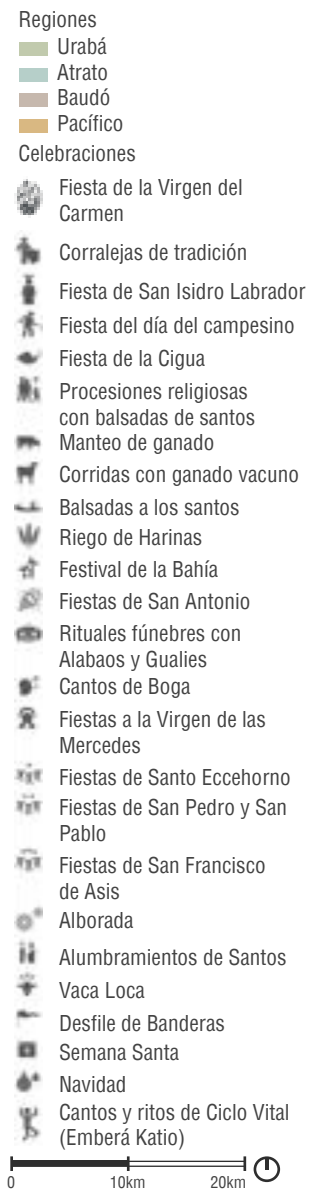 Regiones
Urabá
Atrato
Baudó
Pacífico
Celebraciones
Fiesta de la Virgen del
Carmen
Corralejas de tradición
Fiesta de San Isidro Labrador
Fiesta del día del campesino
Fiesta de la Cigua
Procesiones religiosas
con balsadas de santos
Manteo de ganado
Corridas con ganado vacuno
Balsadas a los santos
Riego de Harinas
Festival de la Bahía
Fiestas de San Antonio
Rituales fúnebres con
Alabaos y Gualies
Cantos de Boga
Fiestas a la Virgen de las
Mercedes
Fiestas de Santo Eccehorno
Fiestas de San Pedro y San
Pablo
Fiestas de San Francisco
de Asis
Alborada
Alumbramientos de Santos
Vaca Loca
Desfile de Banderas
Semana Santa
Navidad
Cantos y ritos de Ciclo Vital
(Emberá Katio)
0 10km 20km